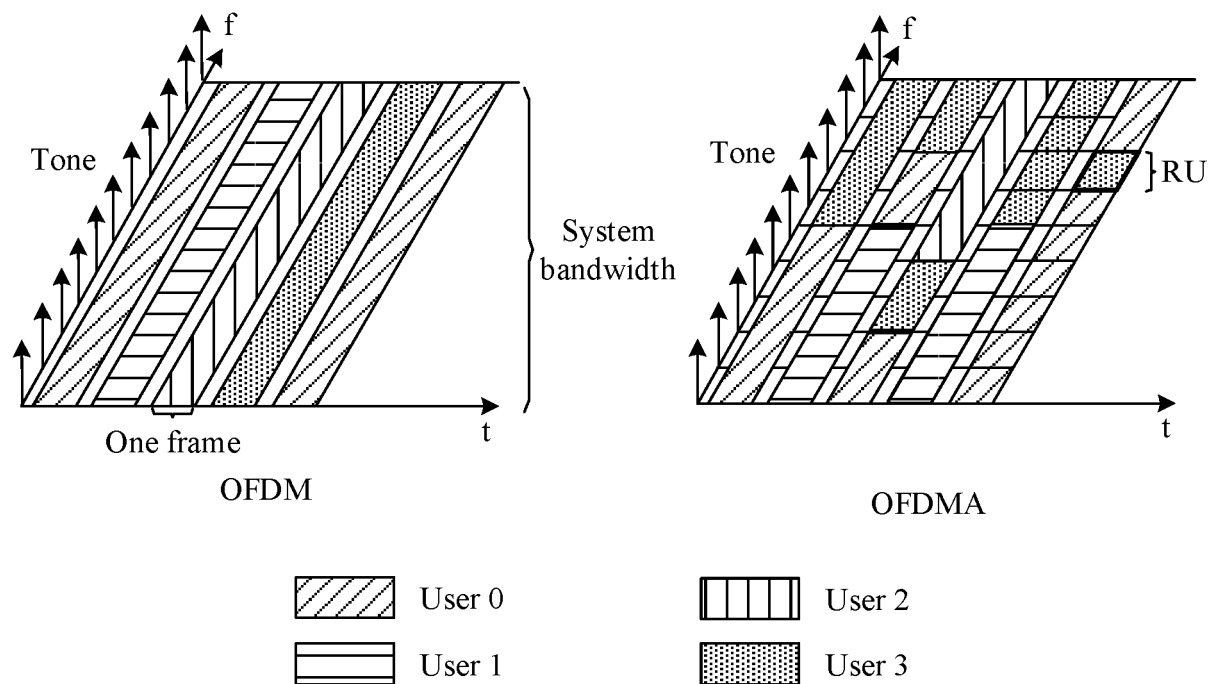 f
Tone
System
bandwidth
t
One frame
OFDM
f
Tone
RU
t
OFDMA
User 0
User 2
User 1
User 3